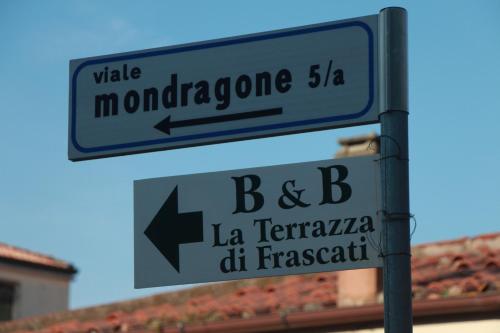 viale
mondragone 5/a
B & B
La Terrazza
di Frascati